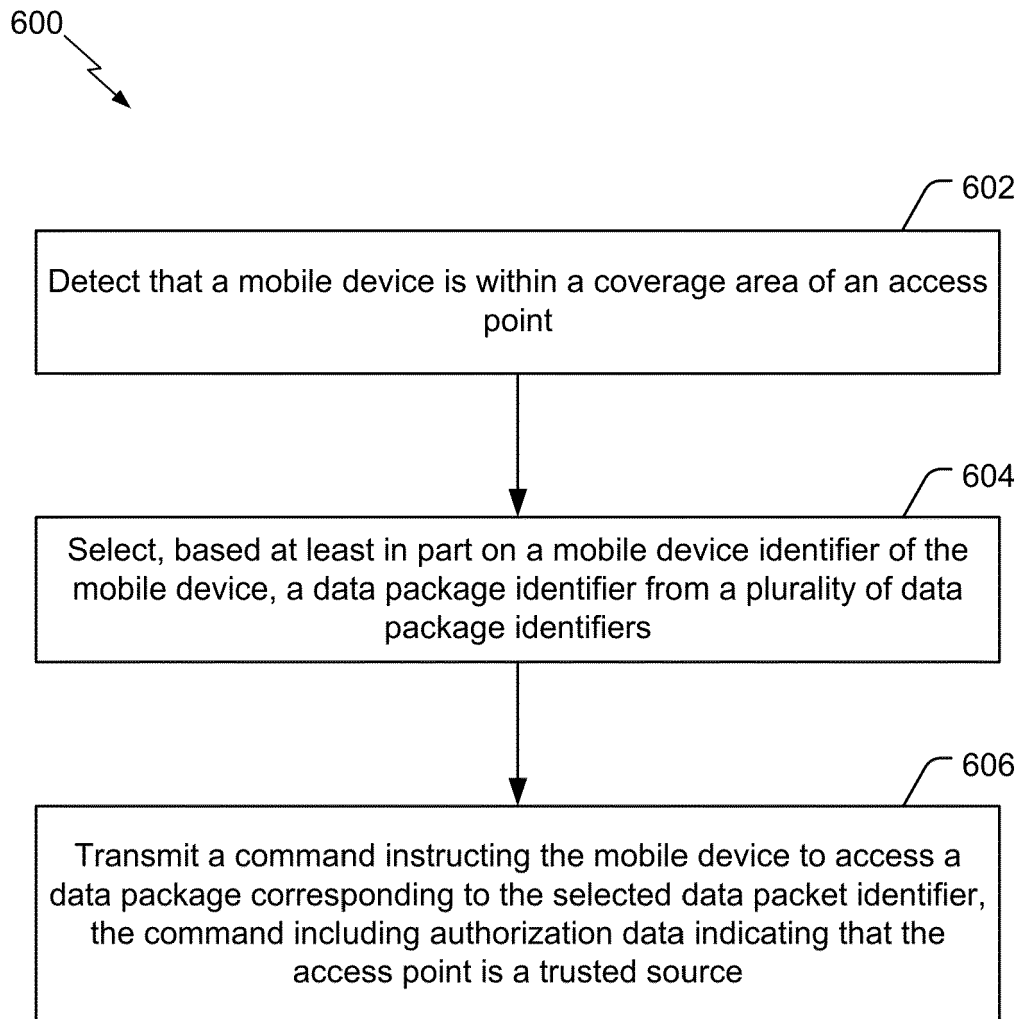 600
602
Detect that a mobile device is within a coverage area of an access
point
604
Select, based at least in part on a mobile device identifier of the
mobile device, a data package identifier from a plurality of data
package identifiers
606
Transmit a command instructing the mobile device to access a
data package corresponding to the selected data packet identifier,
the command including authorization data indicating that the
access point is a trusted source